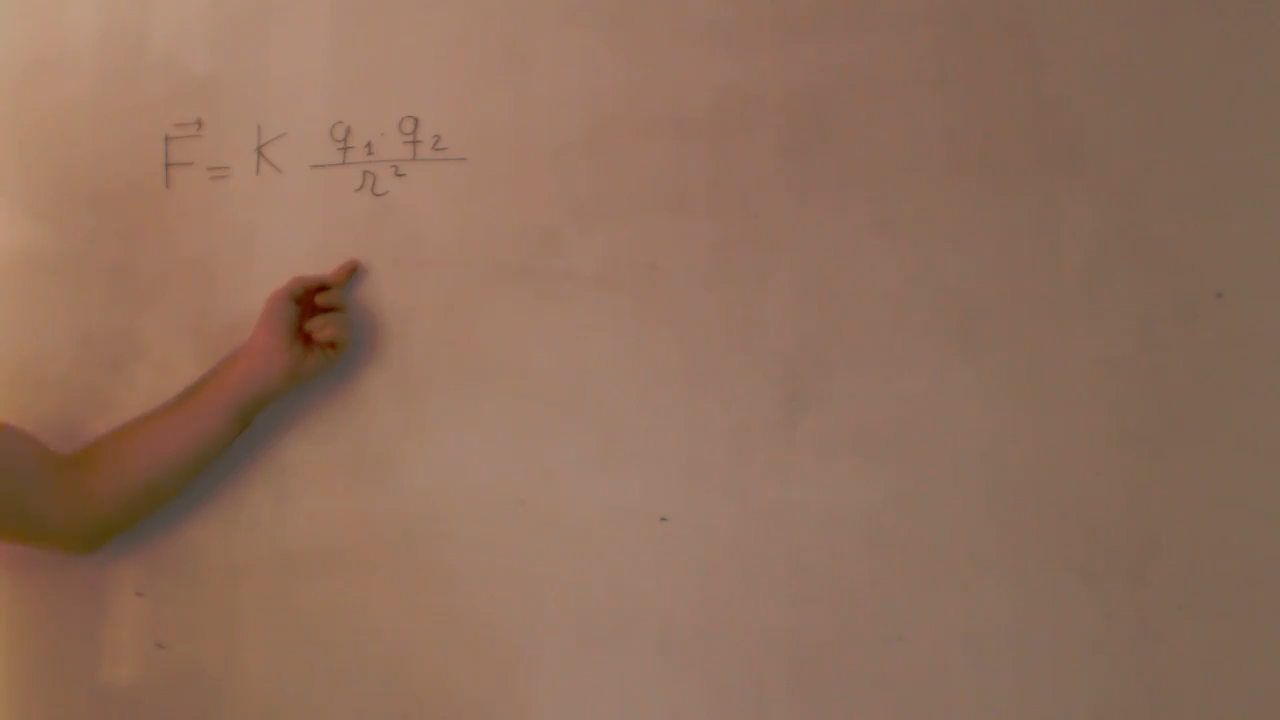 F⃗ = K q₁·q₂ / r²